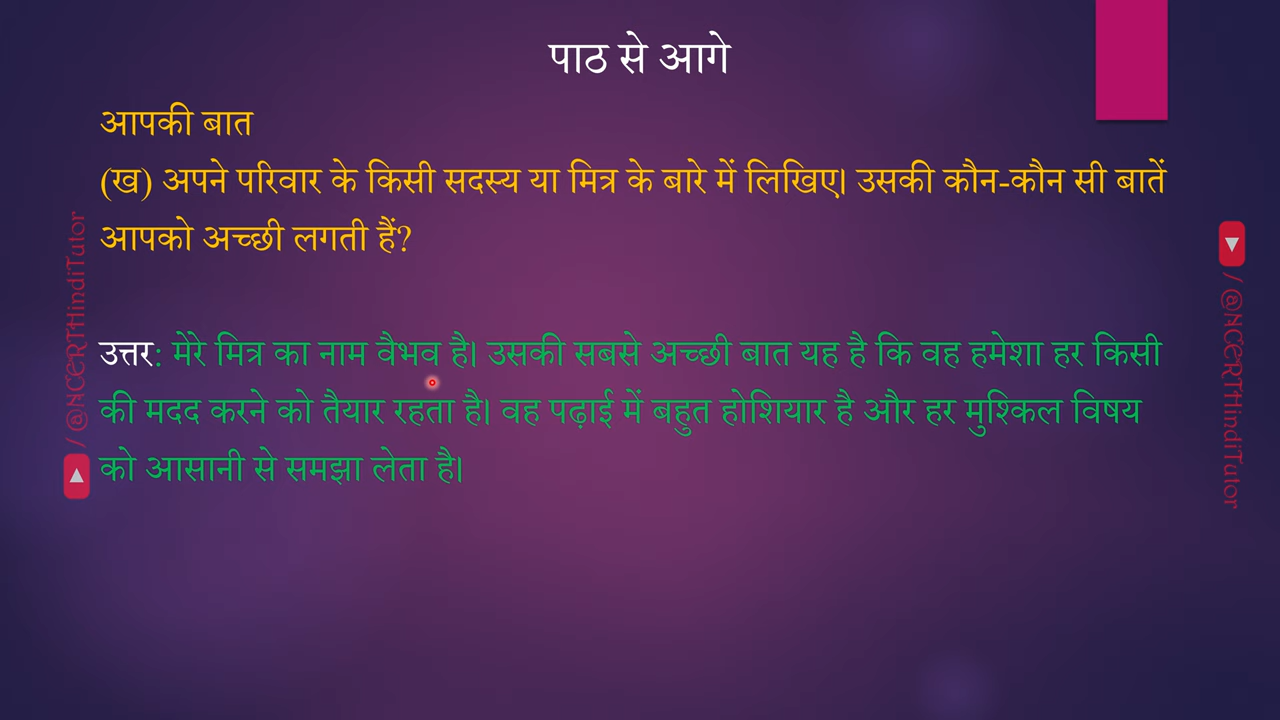 पाठ से आगे
आपकी बात
(ख) अपने परिवार के किसी सदस्य या मित्र के बारे में लिखिए। उसकी कौन-कौन सी बातें
आपको अच्छी लगती हैं?
उत्तर: मेरे मित्र का नाम वैभव है। उसकी सबसे अच्छी बात यह है कि वह हमेशा हर किसी
की मदद करने को तैयार रहता है। वह पढ़ाई में बहुत होशियार है और हर मुश्किल विषय
को आसानी से समझा लेता है।
/ @NCERTHindiTutor
/ @NCERTHindiTutor